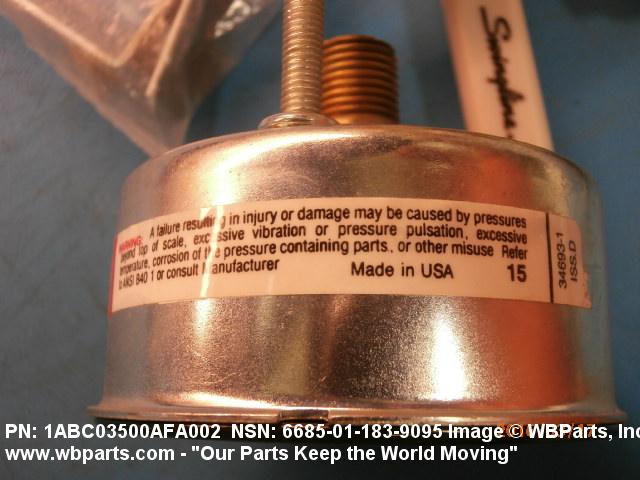 Swingline
WARNING: A failure resulting in injury or damage may be caused by pressures
beyond top of scale, excessive vibration or pressure pulsation, excessive
temperature, corrosion of the pressure containing parts, or other misuse Refer
to ANSI B40 1 or consult Manufacturer Made in USA 15
34693-1
ISS.D
PN: 1ABC03500AFA002 NSN: 6685-01-183-9095 Image © WBParts, Inc
www.wbparts.com - "Our Parts Keep the World Moving"